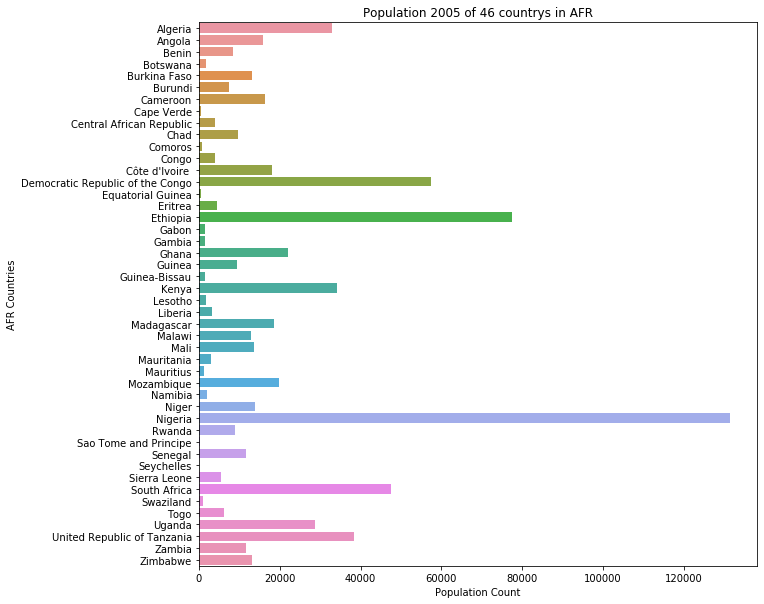 Population 2005 of 46 countrys in AFR
Algeria
Angola
Benin
Botswana
Burkina Faso
Burundi
Cameroon
Cape Verde
Central African Republic
Chad
Comoros
Congo
Côte d'Ivoire
Democratic Republic of the Congo
Equatorial Guinea
Eritrea
Ethiopia
Gabon
Gambia
Ghana
Guinea
Guinea-Bissau
Kenya
Lesotho
Liberia
Madagascar
Malawi
Mali
Mauritania
Mauritius
Mozambique
Namibia
Niger
Nigeria
Rwanda
Sao Tome and Principe
Senegal
Seychelles
Sierra Leone
South Africa
Swaziland
Togo
Uganda
United Republic of Tanzania
Zambia
Zimbabwe
AFR Countries
0 20000 40000 60000 80000 100000 120000
Population Count